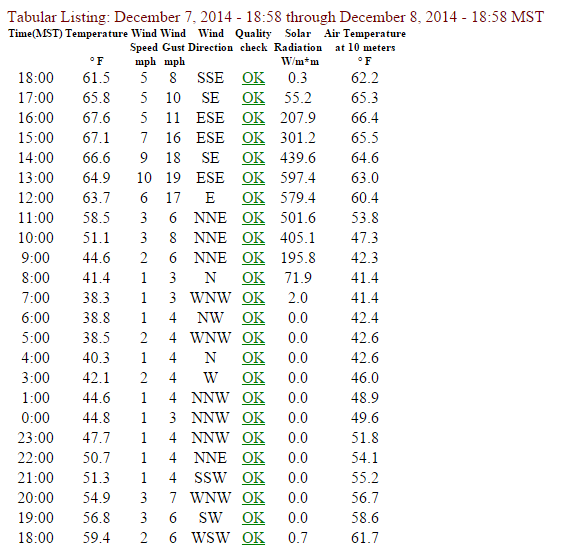 Tabular Listing: December 7, 2014 - 18:58 through December 8, 2014 - 18:58 MST
Time(MST) Temperature Wind Wind Wind Quality Solar Air Temperature
Speed Gust Direction check Radiation at 10 meters
° F mph mph W/m*m ° F
18:00 61.5 5 8 SSE OK 0.3 62.2
17:00 65.8 5 10 SE OK 55.2 65.3
16:00 67.6 5 11 ESE OK 207.9 66.4
15:00 67.1 7 16 ESE OK 301.2 65.5
14:00 66.6 9 18 SE OK 439.6 64.6
13:00 64.9 10 19 ESE OK 597.4 63.0
12:00 63.7 6 17 E OK 579.4 60.4
11:00 58.5 3 6 NNE OK 501.6 53.8
10:00 51.1 3 8 NNE OK 405.1 47.3
9:00 44.6 2 6 NNE OK 195.8 42.3
8:00 41.4 1 3 N OK 71.9 41.4
7:00 38.3 1 3 WNW OK 2.0 41.4
6:00 38.8 1 4 NW OK 0.0 42.4
5:00 38.5 2 4 WNW OK 0.0 42.6
4:00 40.3 1 4 N OK 0.0 42.6
3:00 42.1 2 4 W OK 0.0 46.0
1:00 44.6 1 4 NNW OK 0.0 48.9
0:00 44.8 1 3 NNW OK 0.0 49.6
23:00 47.7 1 4 NNW OK 0.0 51.8
22:00 50.7 1 4 NNE OK 0.0 54.1
21:00 51.3 1 4 SSW OK 0.0 55.2
20:00 54.9 3 7 WNW OK 0.0 56.7
19:00 56.8 3 6 SW OK 0.0 58.6
18:00 59.4 2 6 WSW OK 0.7 61.7